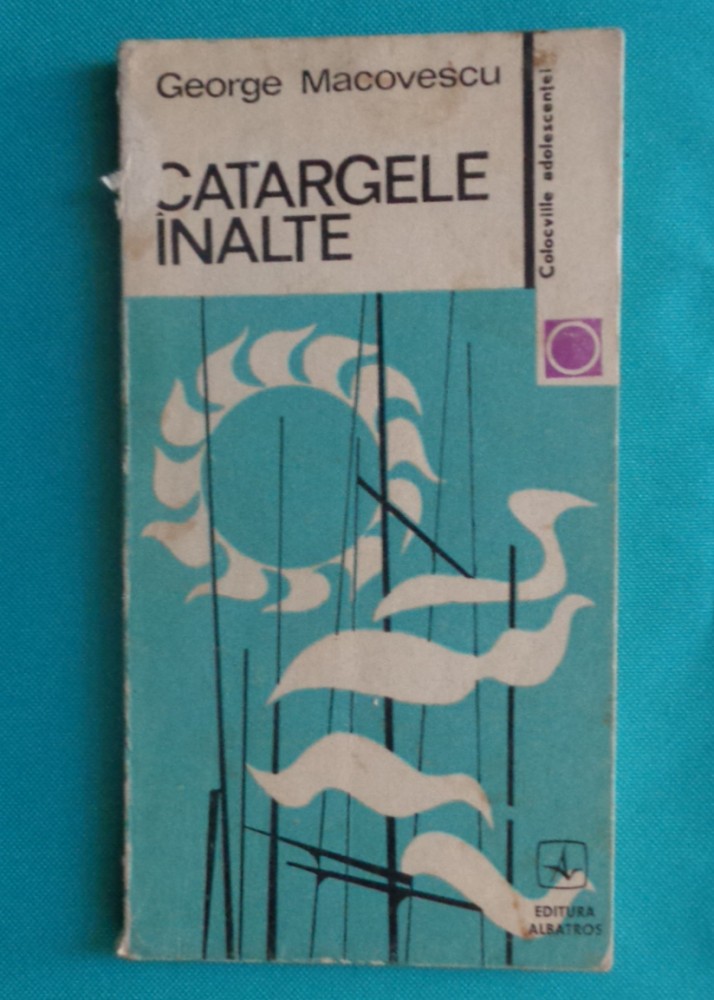 George Macovescu
CATARGELE
ÎNALTE
Colocviile adolescenței
EDITURA
ALBATROS